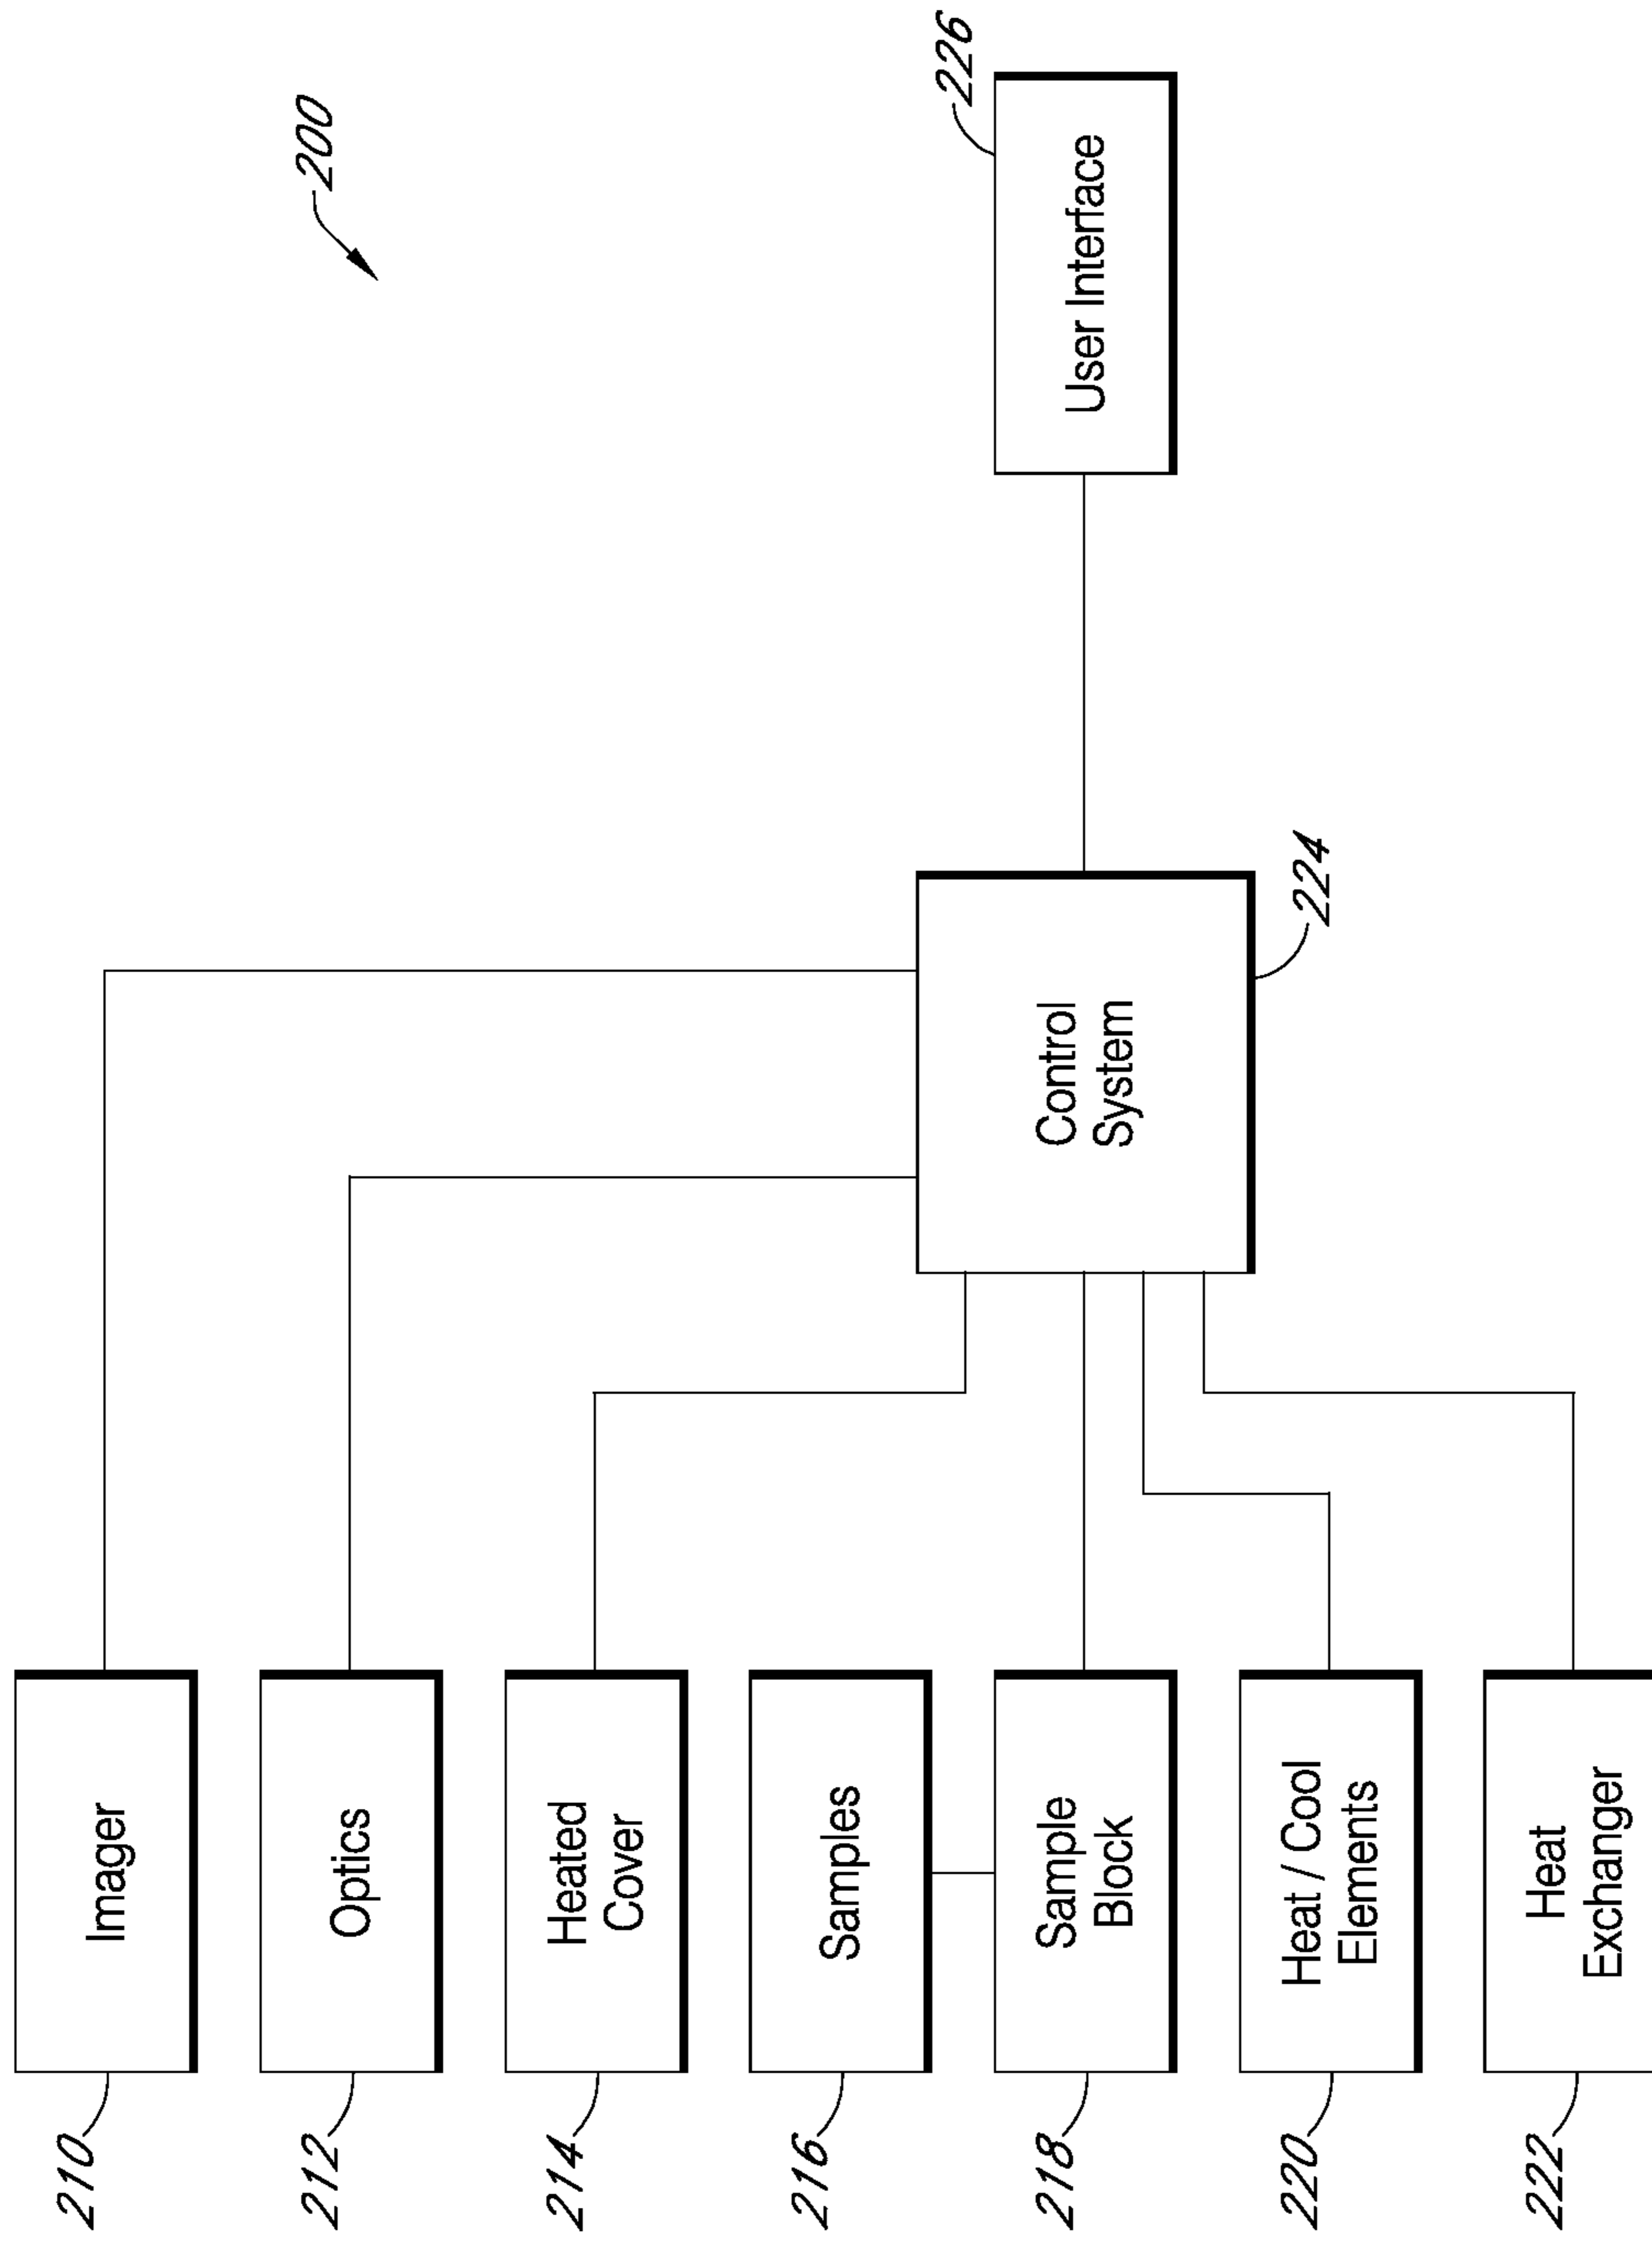 200
210
Imager
212
Optics
214
Heated
Cover
216
Samples
218
Sample
Block
220
Heat / Cool
Elements
222
Heat
Exchanger
Control
System
224
User Interface
226